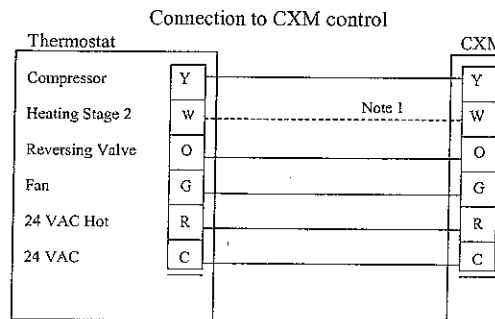 Connection to CXM control
Thermostat CXM
Compressor Y Y
Heating Stage 2 W Note 1 W
Reversing Valve O O
Fan G G
24 VAC Hot R R
24 VAC C C